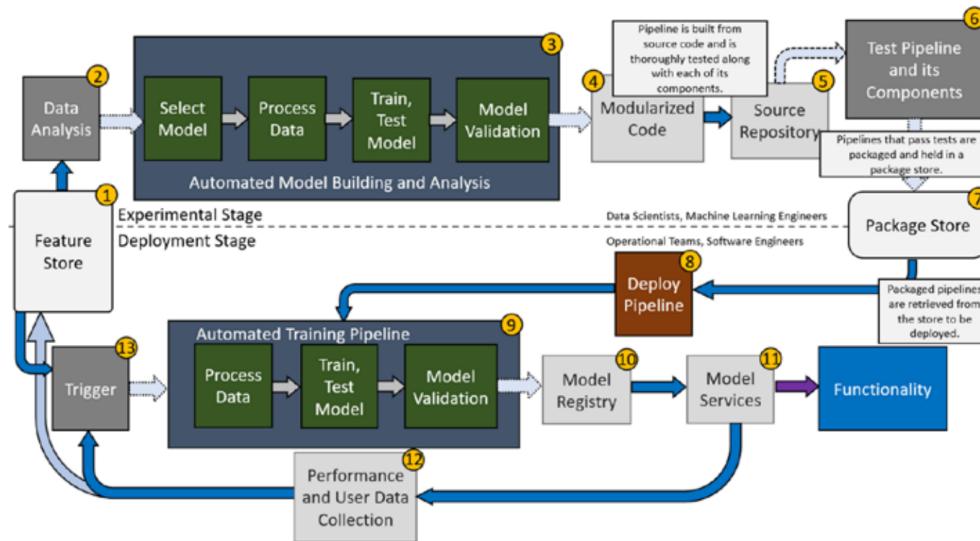 Pipeline is built from
source code and is
thoroughly tested along
with each of its
components.
6
Test Pipeline
and its
Components
3
2
Data
Analysis
Select
Model
Process
Data
Train,
Test
Model
Model
Validation
Automated Model Building and Analysis
4
Modularized
Code
5
Source
Repository
Pipelines that pass tests are
packaged and held in a
package store.
1
Feature
Store
Experimental Stage
Deployment Stage
Data Scientists, Machine Learning Engineers
Operational Teams, Software Engineers
7
Package Store
8
Deploy
Pipeline
Packaged pipelines
are retrieved from
the store to be
deployed.
13
Trigger
Automated Training Pipeline
9
Process
Data
Train,
Test
Model
Model
Validation
10
Model
Registry
11
Model
Services
Functionality
12
Performance
and User Data
Collection